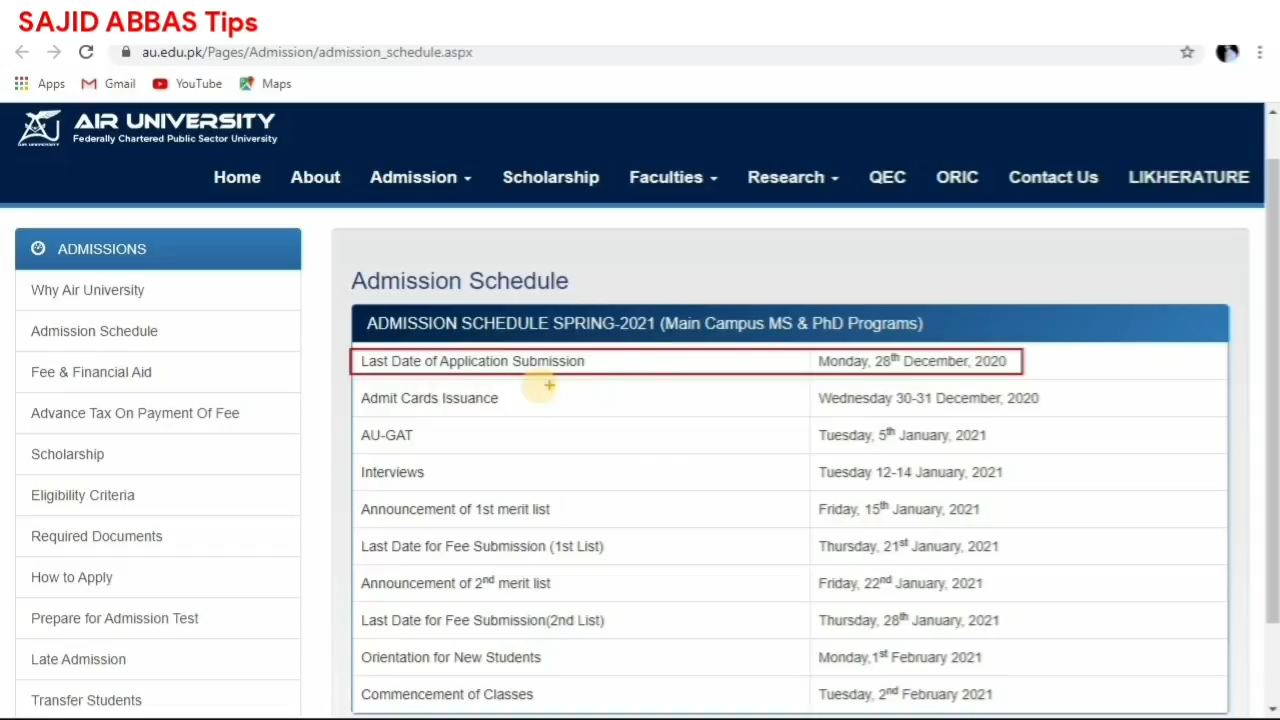 SAJID ABBAS Tips
au.edu.pk/Pages/Admission/admission_schedule.aspx
Apps Gmail YouTube Maps
AIR UNIVERSITY
Federally Chartered Public Sector University
AIR UNIVERSITY
Home About Admission Scholarship Faculties Research QEC ORIC Contact Us LIKHERATURE
ADMISSIONS
Why Air University
Admission Schedule
Fee & Financial Aid
Advance Tax On Payment Of Fee
Scholarship
Eligibility Criteria
Required Documents
How to Apply
Prepare for Admission Test
Late Admission
Transfer Students
Admission Schedule
ADMISSION SCHEDULE SPRING-2021 (Main Campus MS & PhD Programs)
Last Date of Application Submission Monday, 28th December, 2020
Admit Cards Issuance Wednesday 30-31 December, 2020
AU-GAT Tuesday, 5th January, 2021
Interviews Tuesday 12-14 January, 2021
Announcement of 1st merit list Friday, 15th January, 2021
Last Date for Fee Submission (1st List) Thursday, 21st January, 2021
Announcement of 2nd merit list Friday, 22nd January, 2021
Last Date for Fee Submission(2nd List) Thursday, 28th January, 2021
Orientation for New Students Monday,1st February 2021
Commencement of Classes Tuesday, 2nd February 2021